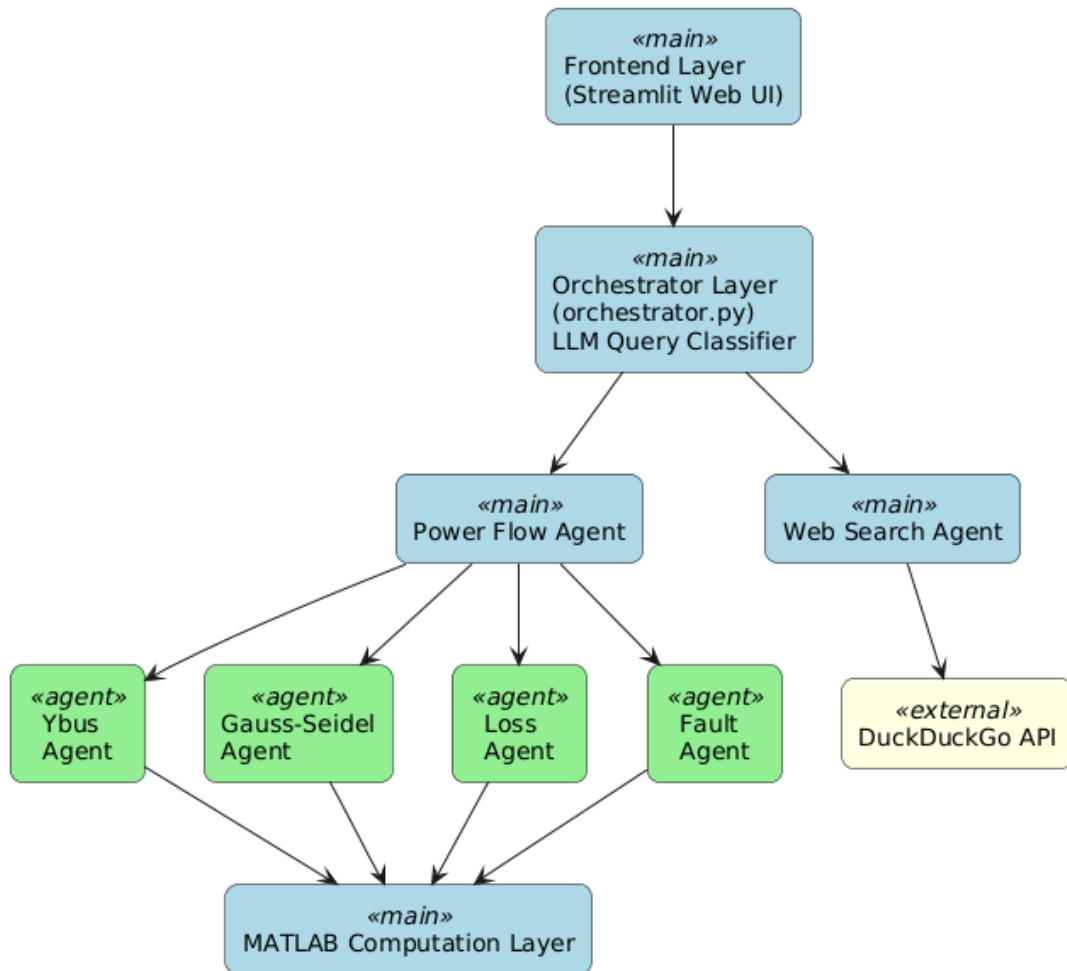 «main»
Frontend Layer
(Streamlit Web UI)
«main»
Orchestrator Layer
(orchestrator.py)
LLM Query Classifier
«main»
Power Flow Agent
«main»
Web Search Agent
«agent»
Ybus
Agent
«agent»
Gauss-Seidel
Agent
«agent»
Loss
Agent
«agent»
Fault
Agent
«external»
DuckDuckGo API
«main»
MATLAB Computation Layer